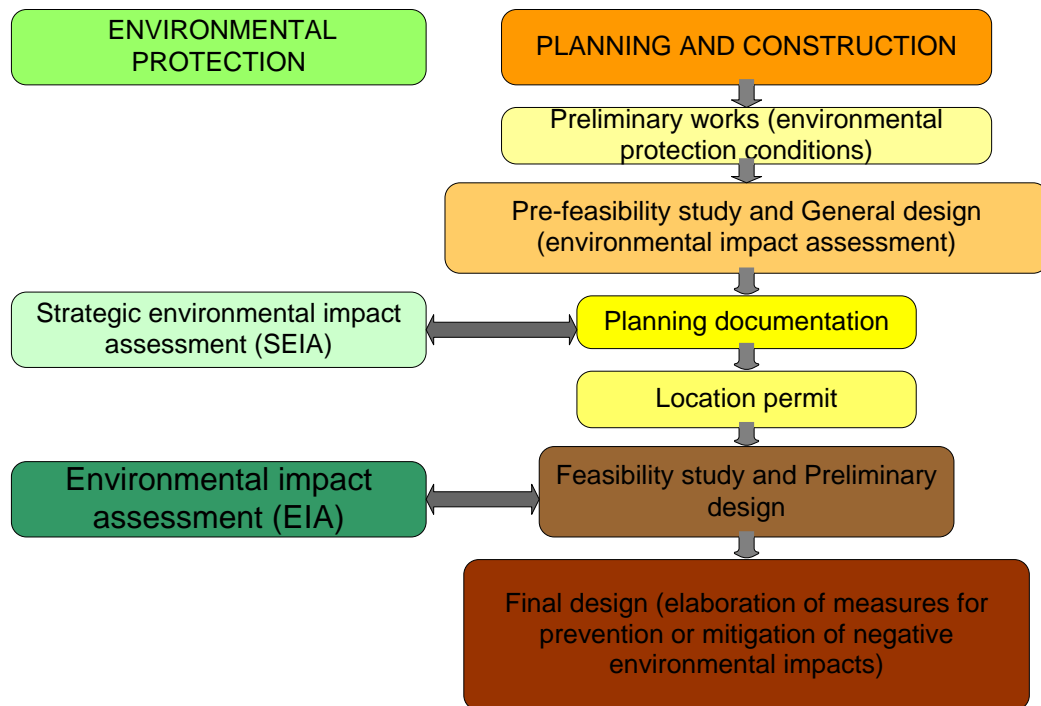 ENVIRONMENTAL
PROTECTION
PLANNING AND CONSTRUCTION
Preliminary works (environmental
protection conditions)
Pre-feasibility study and General design
(environmental impact assessment)
Strategic environmental impact
assessment (SEIA)
Planning documentation
Location permit
Environmental impact
assessment (EIA)
Feasibility study and Preliminary
design
Final design (elaboration of measures for
prevention or mitigation of negative
environmental impacts)